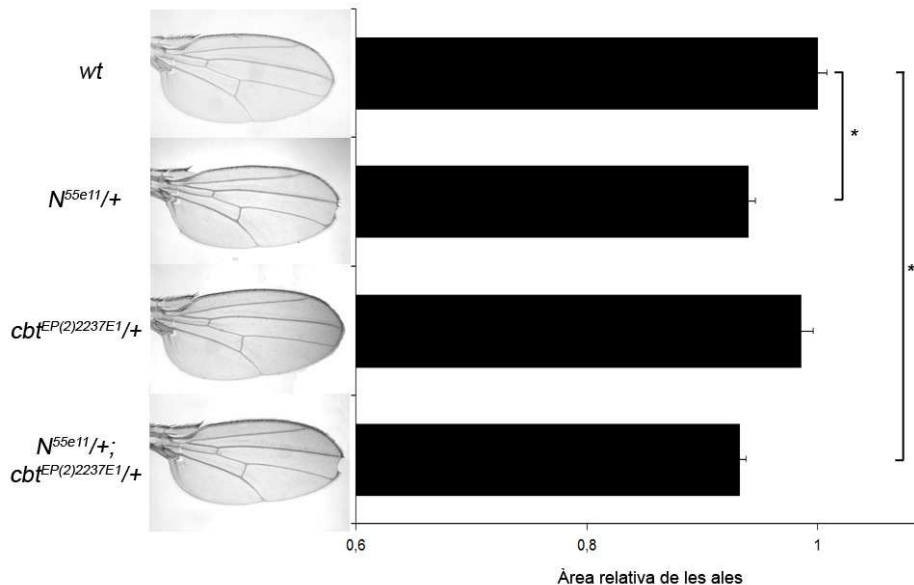 wt
N55e11/+
cbtEP(2)2237E1/+
N55e11/+;
cbtEP(2)2237E1/+
*
*
0,6
0,8
1
Àrea relativa de les ales